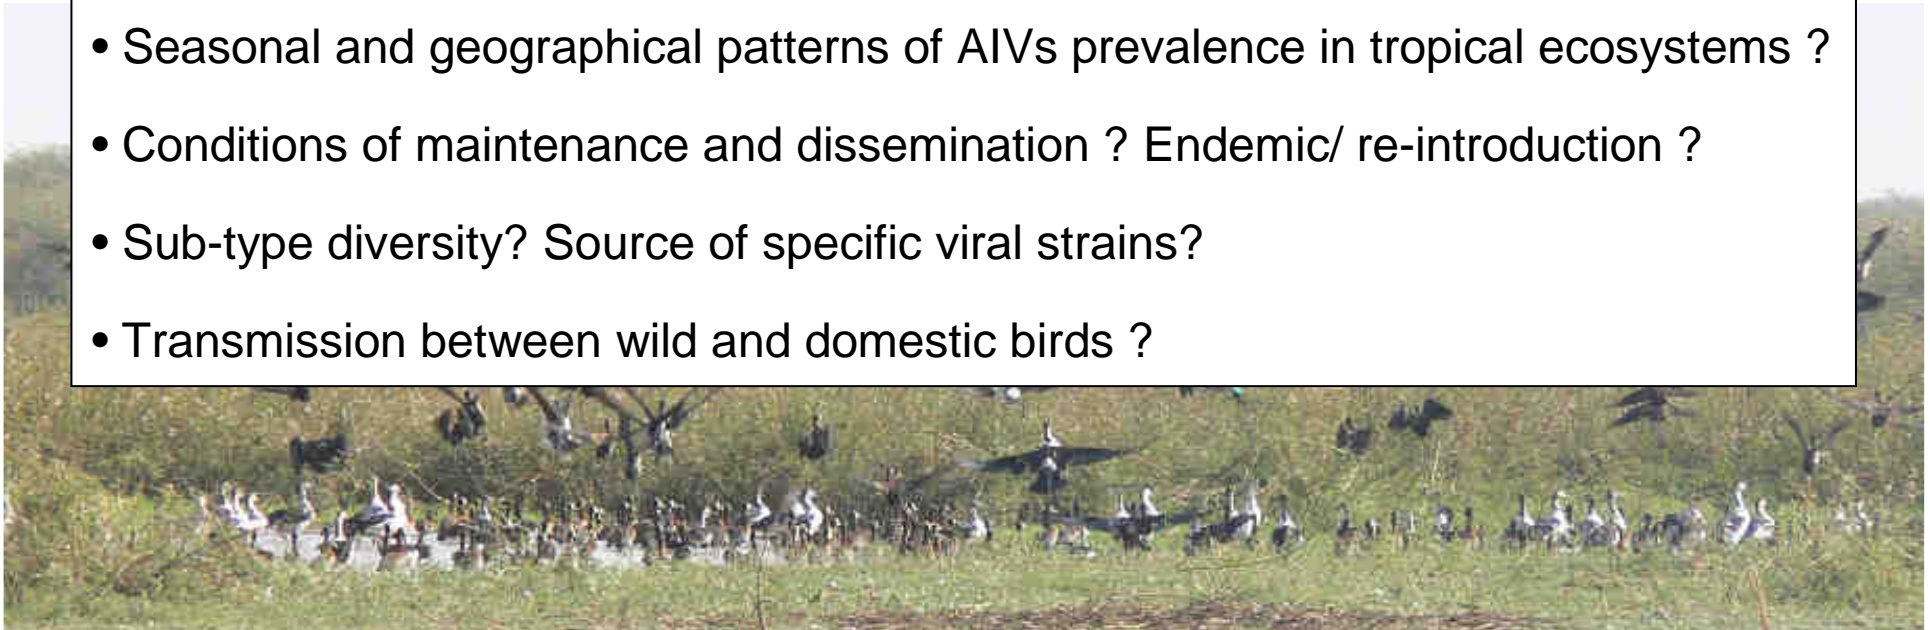 • Seasonal and geographical patterns of AIVs prevalence in tropical ecosystems ?
• Conditions of maintenance and dissemination ? Endemic/ re-introduction ?
• Sub-type diversity? Source of specific viral strains?
• Transmission between wild and domestic birds ?